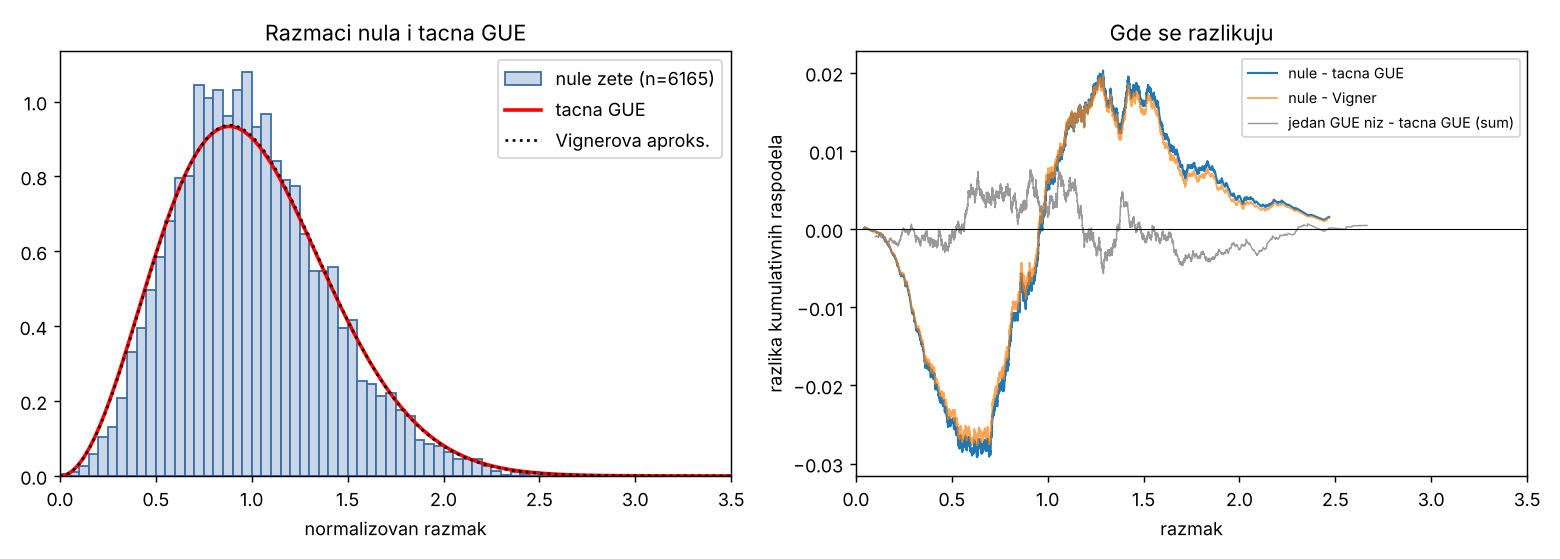 Razmaci nula i tacna GUE
nule zete (n=6165)
tacna GUE
Vignerova aproks.
1.0
0.8
0.6
0.4
0.2
0.0
0.0 0.5 1.0 1.5 2.0 2.5 3.0 3.5
normalizovan razmak
Gde se razlikuju
nule - tacna GUE
nule - Vigner
jedan GUE niz - tacna GUE (sum)
razlika kumulativnih raspodela
0.02
0.01
0.00
−0.01
−0.02
−0.03
0.0 0.5 1.0 1.5 2.0 2.5 3.0 3.5
razmak